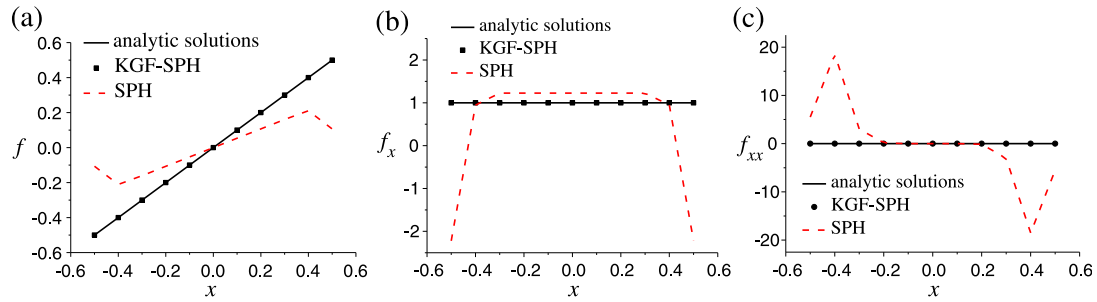 (a)
analytic solutions
KGF-SPH
SPH
0.6
0.4
0.2
0.0
-0.2
-0.4
-0.6
f
-0.6 -0.4 -0.2 0.0 0.2 0.4 0.6
x
(b)
analytic solutions
KGF-SPH
SPH
2
1
0
-1
-2
fx
-0.6 -0.4 -0.2 0.0 0.2 0.4 0.6
x
(c)
20
10
0
-10
-20
fxx
analytic solutions
KGF-SPH
SPH
-0.6 -0.4 -0.2 0.0 0.2 0.4 0.6
x